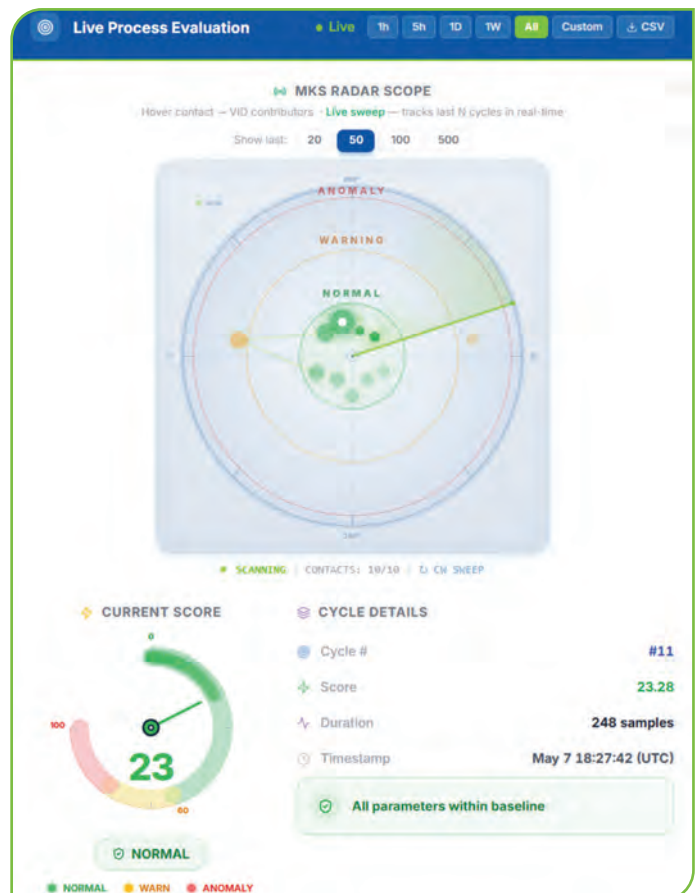 Live Process Evaluation
Live 1h 5h 1D 1W All Custom CSV
MKS RADAR SCOPE
Hover contact — VID contributors · Live sweep — tracks last N cycles in real-time
Show last: 20 50 100 500
ANOMALY
WARNING
NORMAL
SCANNING | CONTACTS: 10/10 | CW SWEEP
CURRENT SCORE
0
100
23
60
NORMAL
NORMAL WARN ANOMALY
CYCLE DETAILS
Cycle # #11
Score 23.28
Duration 248 samples
Timestamp May 7 18:27:42 (UTC)
All parameters within baseline